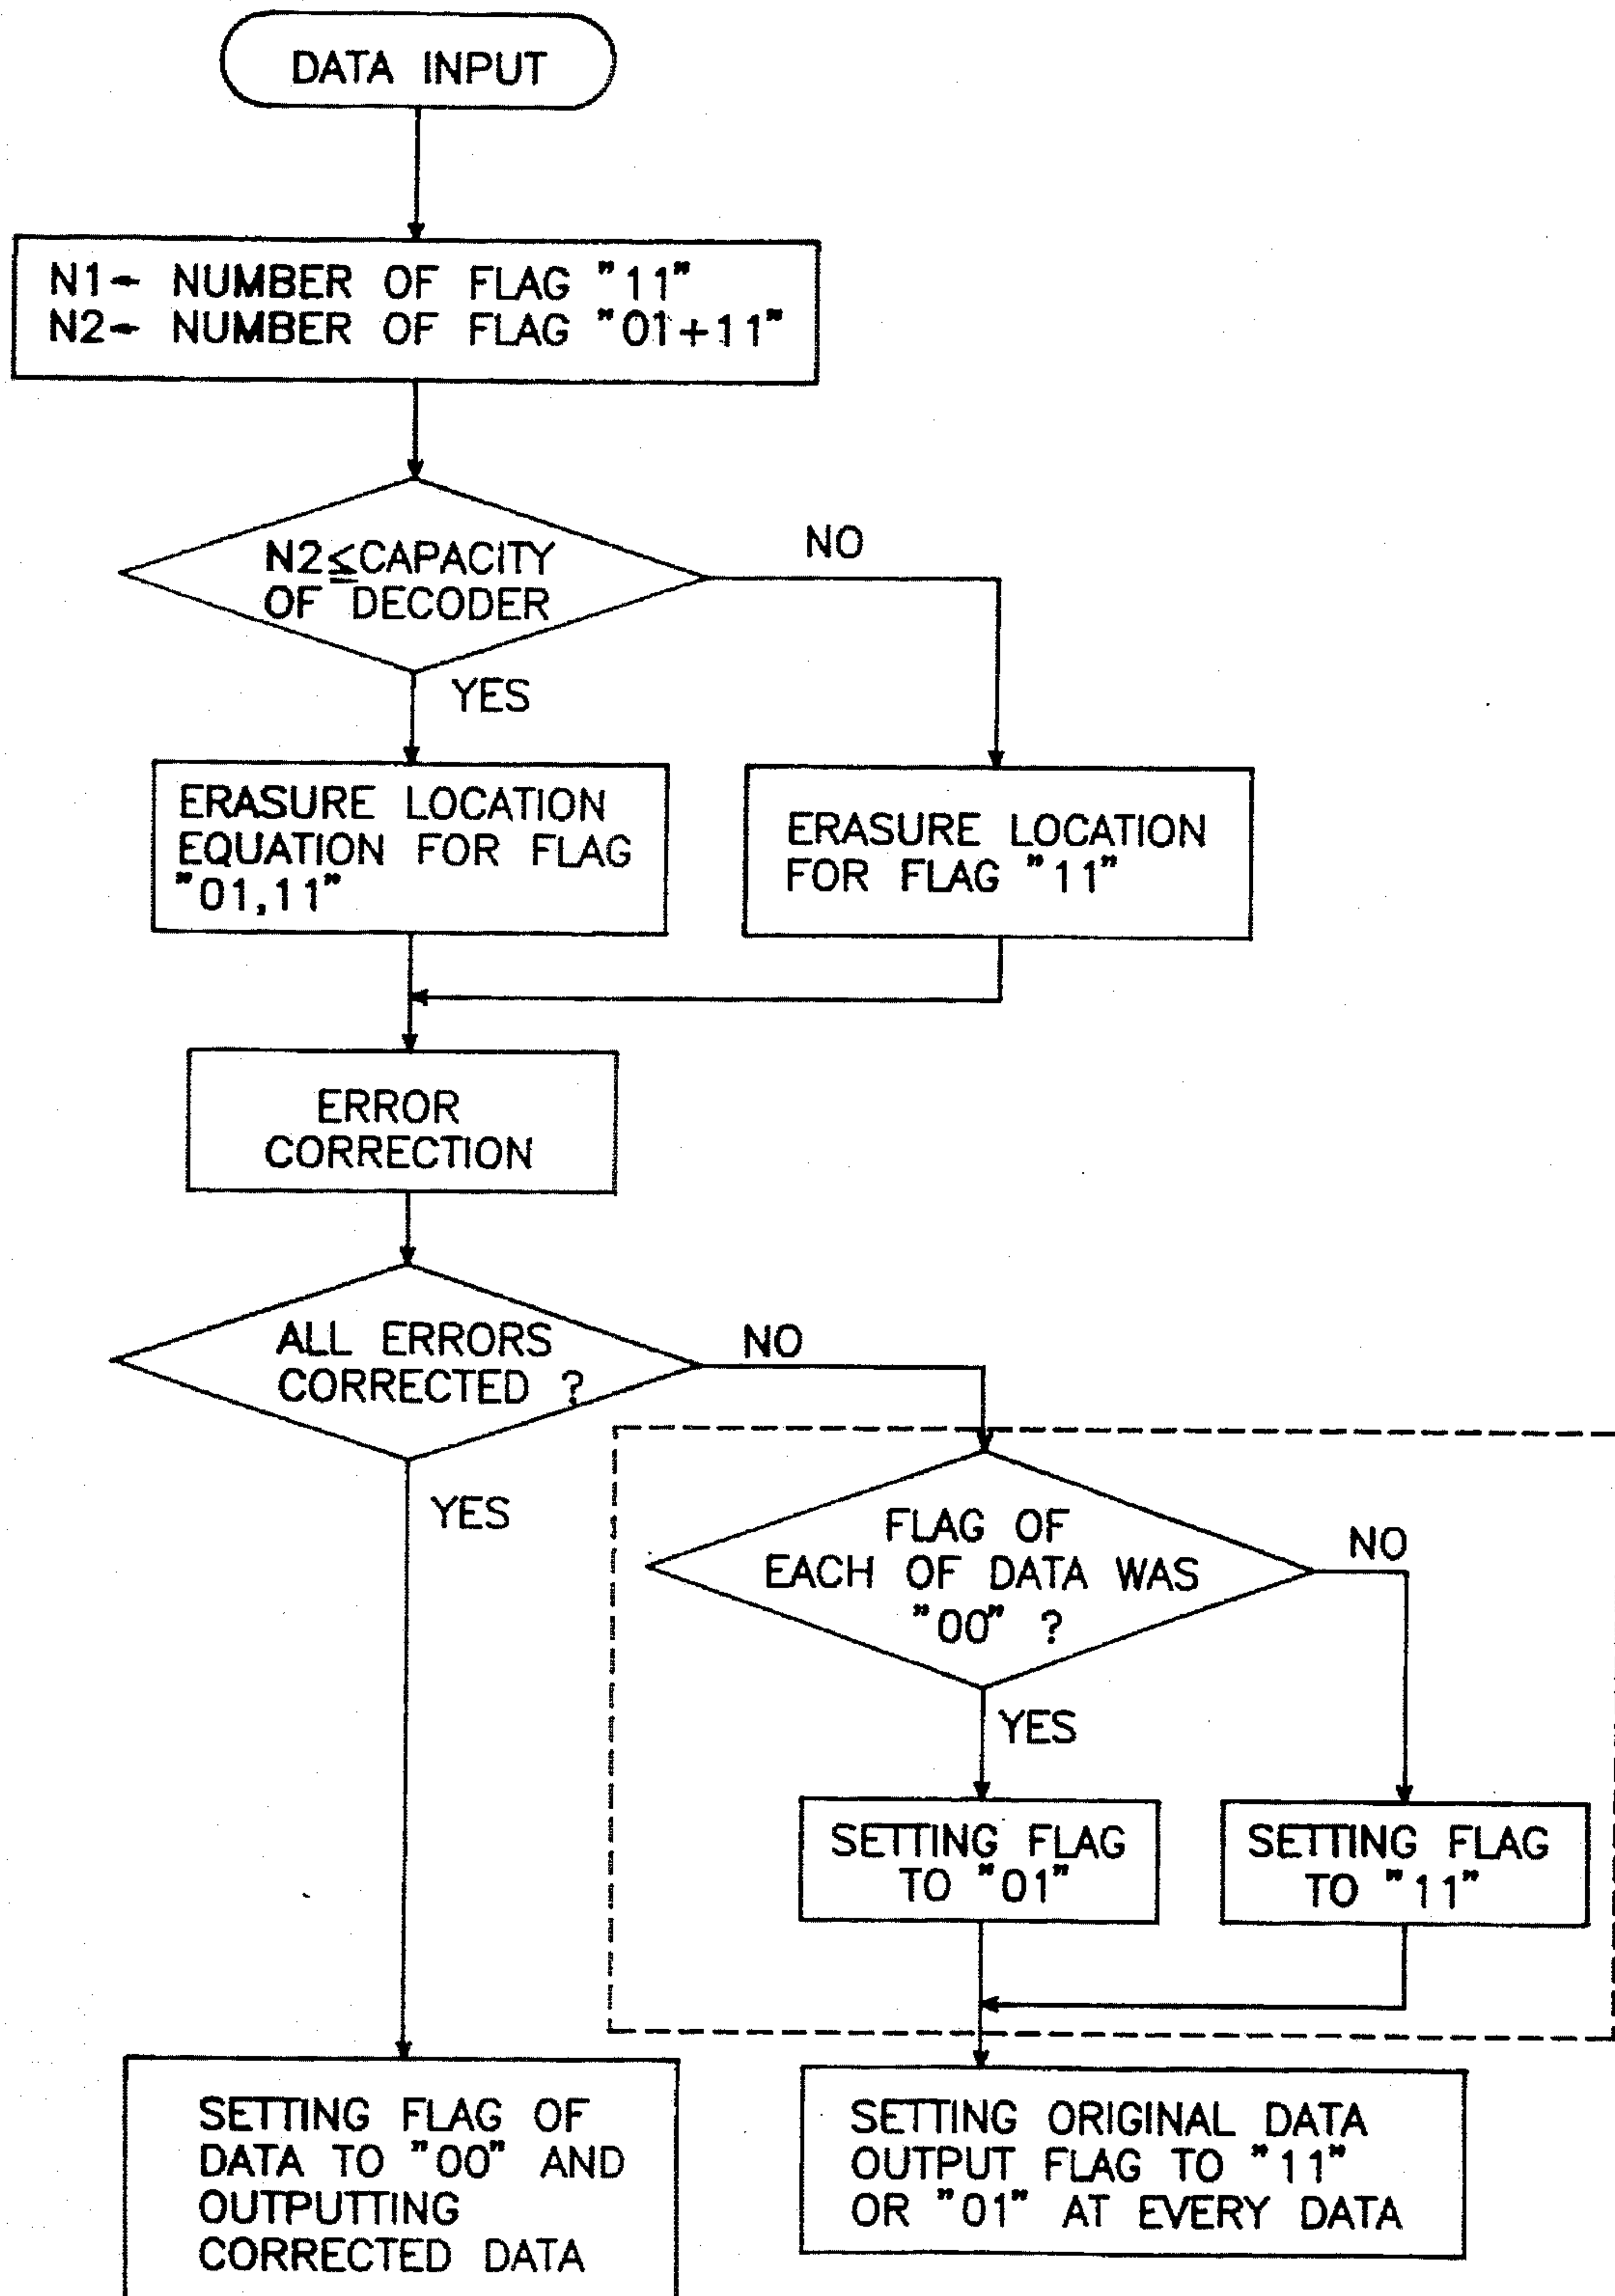 DATA INPUT
N1← NUMBER OF FLAG "11"
N2← NUMBER OF FLAG "01+11"
N2≦CAPACITY
OF DECODER
NO
YES
ERASURE LOCATION
EQUATION FOR FLAG
"01,11"
ERASURE LOCATION
FOR FLAG "11"
ERROR
CORRECTION
ALL ERRORS
CORRECTED ?
NO
YES
FLAG OF
EACH OF DATA WAS
"00" ?
NO
YES
SETTING FLAG
TO "01"
SETTING FLAG
TO "11"
SETTING FLAG OF
DATA TO "00" AND
OUTPUTTING
CORRECTED DATA
SETTING ORIGINAL DATA
OUTPUT FLAG TO "11"
OR "01" AT EVERY DATA